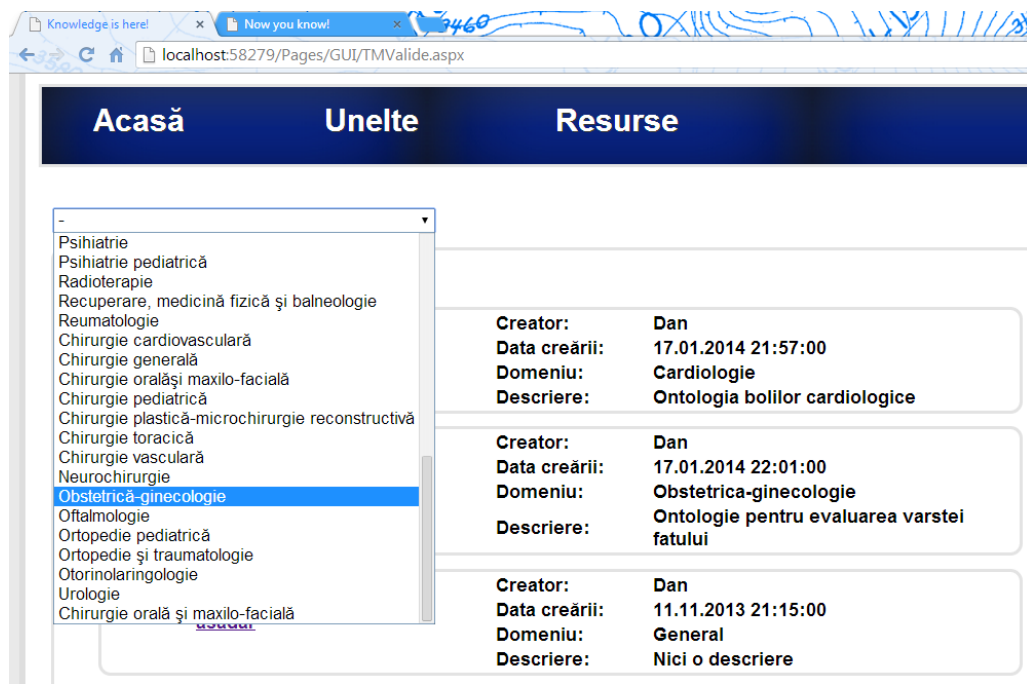 Knowledge is here!
Now you know!
localhost:58279/Pages/GUI/TMValide.aspx
Acasă Unelte Resurse
-
Psihiatrie
Psihiatrie pediatrică
Radioterapie
Recuperare, medicină fizică şi balneologie
Reumatologie
Chirurgie cardiovasculară
Chirurgie generală
Chirurgie oralăşi maxilo-facială
Chirurgie pediatrică
Chirurgie plastică-microchirurgie reconstructivă
Chirurgie toracică
Chirurgie vasculară
Neurochirurgie
Obstetrică-ginecologie
Oftalmologie
Ortopedie pediatrică
Ortopedie şi traumatologie
Otorinolaringologie
Urologie
Chirurgie orală şi maxilo-facială
Creator: Dan
Data creării: 17.01.2014 21:57:00
Domeniu: Cardiologie
Descriere: Ontologia bolilor cardiologice
Creator: Dan
Data creării: 17.01.2014 22:01:00
Domeniu: Obstetrica-ginecologie
Descriere: Ontologie pentru evaluarea varstei
fatului
Creator: Dan
Data creării: 11.11.2013 21:15:00
Domeniu: General
Descriere: Nici o descriere